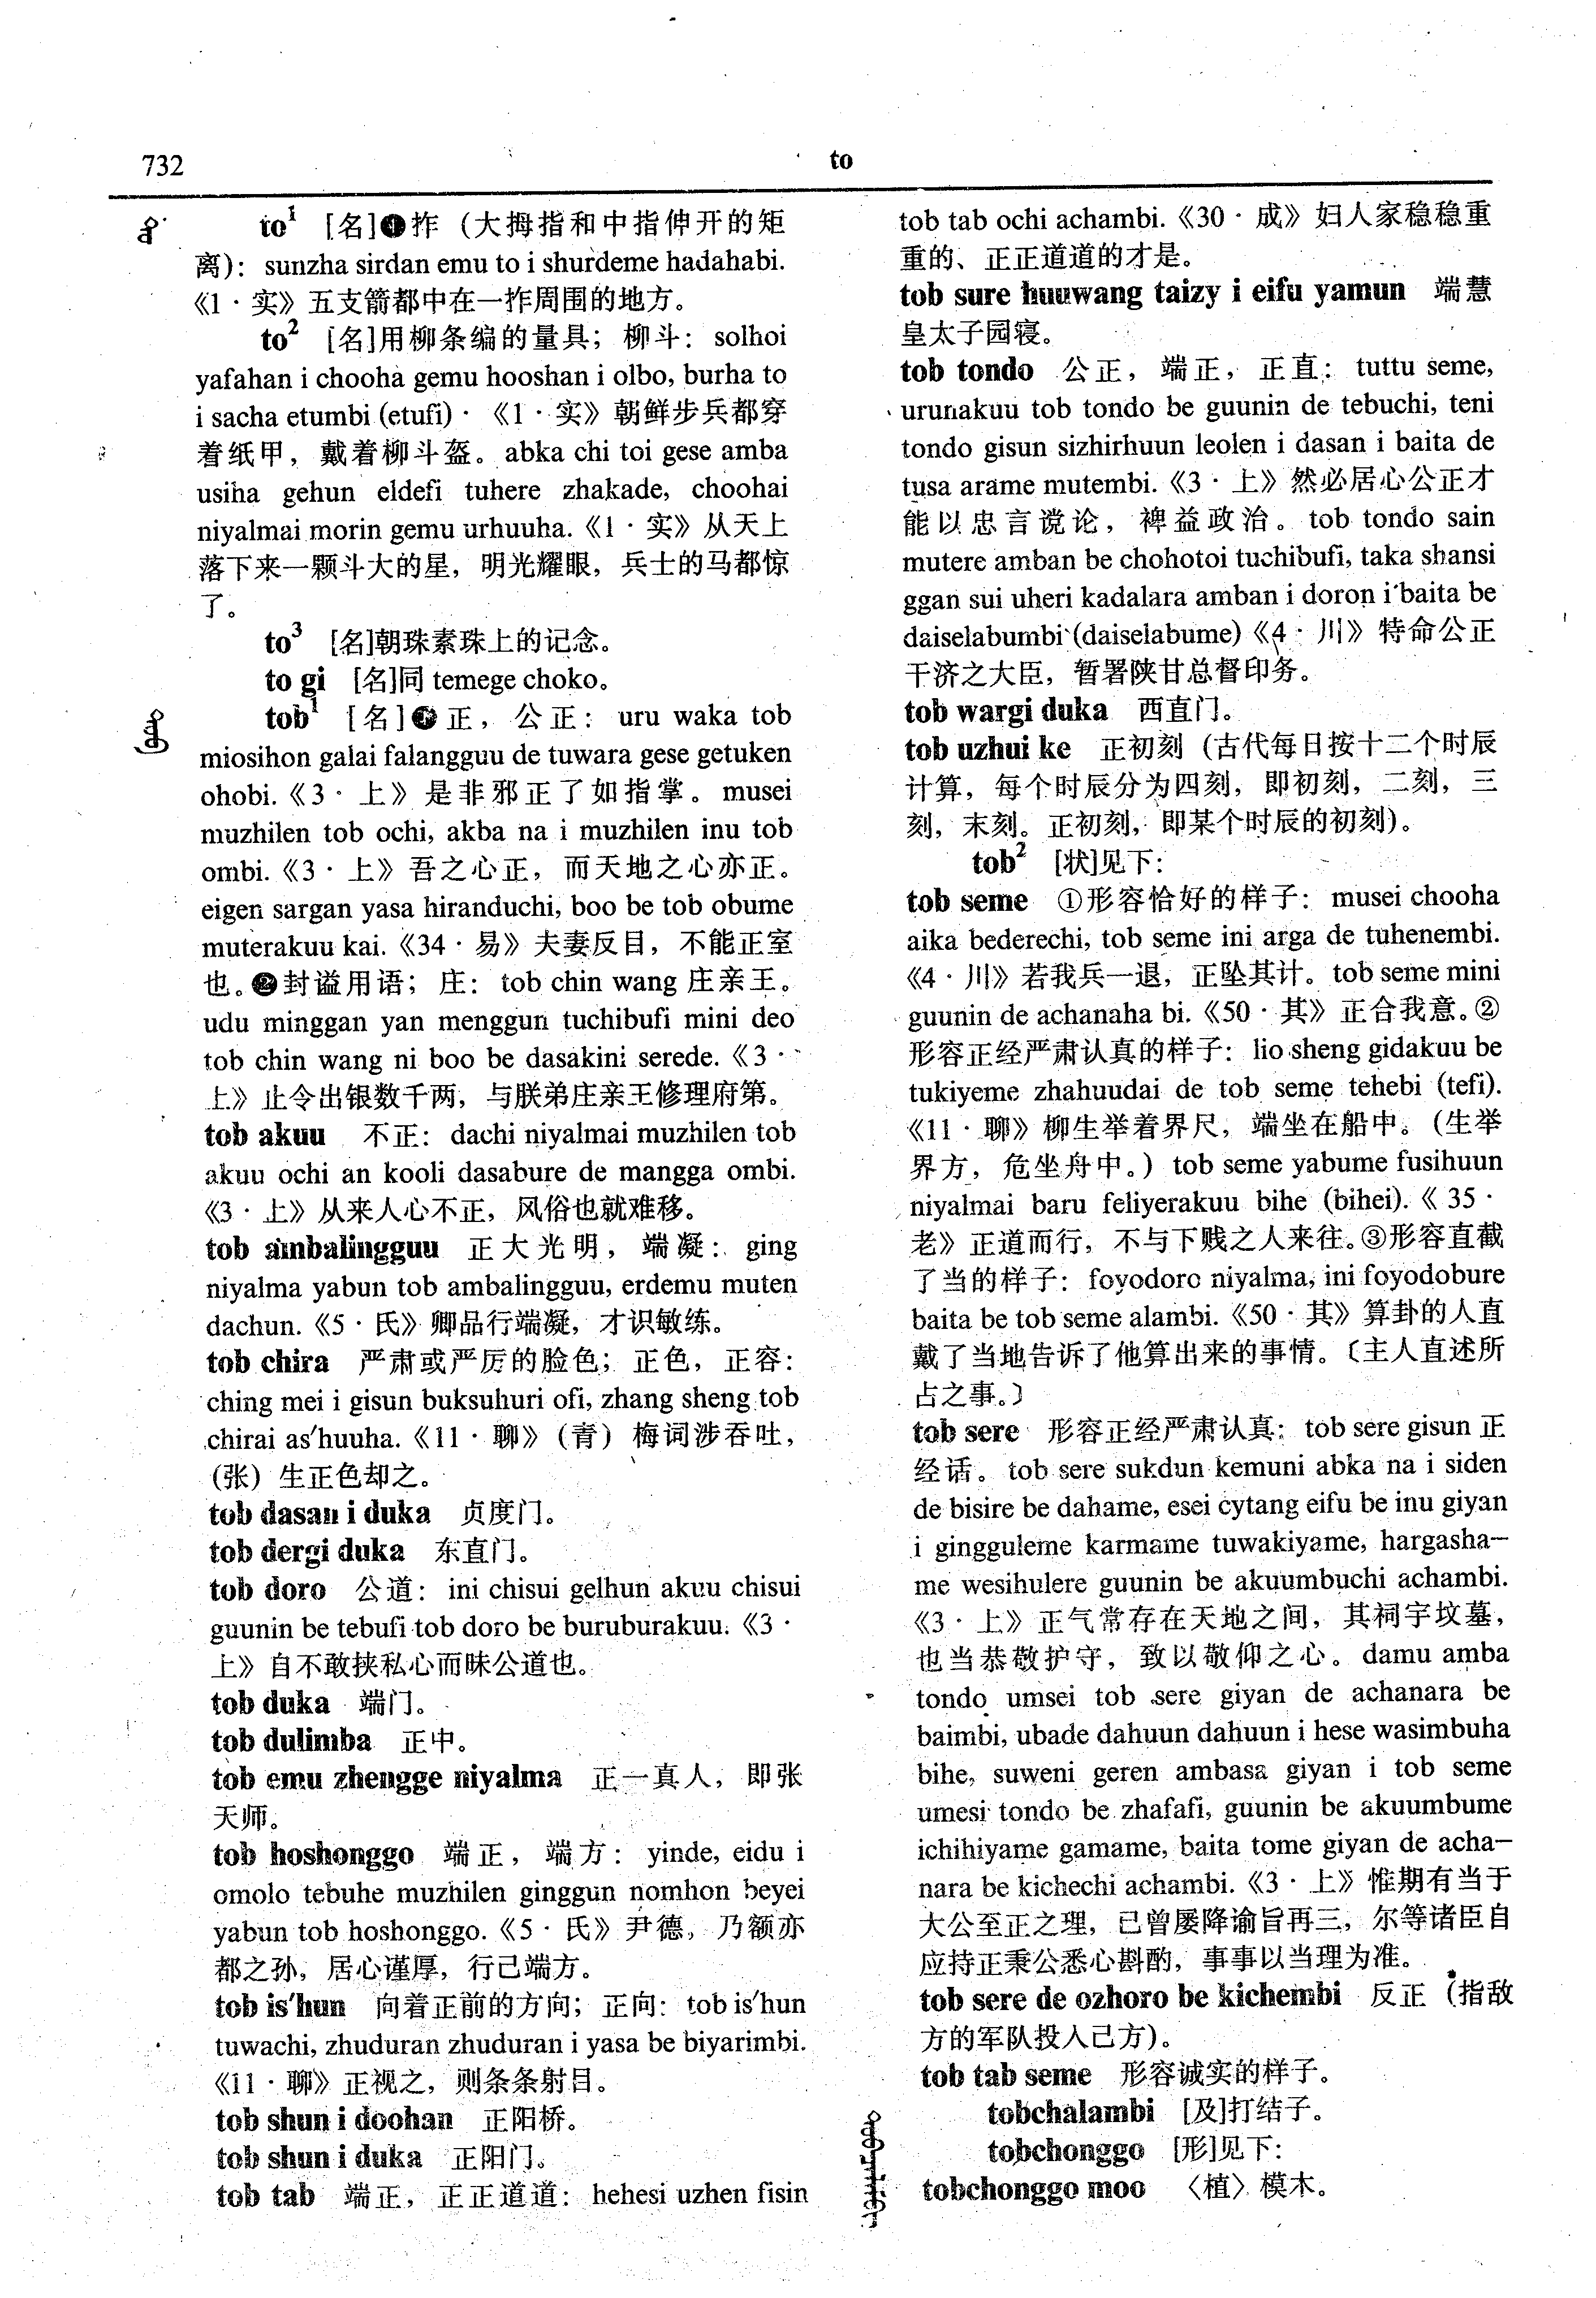 732
to
to¹ [名]❶拃（大拇指和中指伸开的矩
离）：sunzha sirdan emu to i shurdeme hadahabi.
《1·实》五支箭都中在一拃周围的地方。
to² [名]用柳条编的量具；柳斗：solhoi
yafahan i chooha gemu hooshan i olbo, burha to
i sacha etumbi (etufi)·《1·实》朝鲜步兵都穿
着纸甲，戴着柳斗盔。abka chi toi gese amba
usiha gehun eldefi tuhere zhakade, choohai
niyalmai morin gemu urhuuha.《1·实》从天上
落下来一颗斗大的星，明光耀眼，兵士的马都惊
了。
to³ [名]朝珠素珠上的记念。
to gi [名]同 temege choko。
tob¹ [名]❶正，公正：uru waka tob
miosihon galai falangguu de tuwara gese getuken
ohobi.《3·上》是非邪正了如指掌。musei
muzhilen tob ochi, akba na i muzhilen inu tob
ombi.《3·上》吾之心正，而天地之心亦正。
eigen sargan yasa hiranduchi, boo be tob obume
muterakuu kai.《34·易》夫妻反目，不能正室
也。❷封谥用语；庄：tob chin wang 庄亲王。
udu minggan yan menggun tuchibufi mini deo
tob chin wang ni boo be dasakini serede.《3·
上》止令出银数千两，与朕弟庄亲王修理府第。
tob akuu 不正：dachi niyalmai muzhilen tob
akuu ochi an kooli dasabure de mangga ombi.
《3·上》从来人心不正，风俗也就难移。
tob ambalingguu 正大光明，端凝：ging
niyalma yabun tob ambalingguu, erdemu muten
dachun.《5·氏》卿品行端凝，才识敏练。
tob chira 严肃或严厉的脸色；正色，正容：
ching mei i gisun buksuhuri ofi, zhang sheng tob
chirai as'huuha.《11·聊》（青）梅词涉吞吐，
（张）生正色却之。
tob dasan i duka 贞度门。
tob dergi duka 东直门。
tob doro 公道：ini chisui gelhun akuu chisui
guunin be tebufi tob doro be buruburakuu.《3·
上》自不敢挟私心而昧公道也。
tob duka 端门。
tob dulimba 正中。
tob emu zhengge niyalma 正一真人，即张
天师。
tob hoshonggo 端正，端方：yinde, eidu i
omolo tebuhe muzhilen ginggun nomhon beyei
yabun tob hoshonggo.《5·氏》尹德，乃额亦
都之孙，居心谨厚，行己端方。
tob is'hun 向着正前的方向；正向：tob is'hun
tuwachi, zhuduran zhuduran i yasa be biyarimbi.
《11·聊》正视之，则条条射目。
tob shun i doohan 正阳桥。
tob shun i duka 正阳门。
tob tab 端正，正正道道：hehesi uzhen fisin
tob tab ochi achambi.《30·成》妇人家稳稳重
重的、正正道道的才是。
tob sure huuwang taizy i eifu yamun 端慧
皇太子园寝。
tob tondo 公正，端正，正直：tuttu seme,
urunakuu tob tondo be guunin de tebuchi, teni
tondo gisun sizhirhuun leolen i dasan i baita de
tusa arame mutembi.《3·上》然必居心公正才
能以忠言谠论，裨益政治。tob tondo sain
mutere amban be chohotoi tuchibufi, taka shansi
ggan sui uheri kadalara amban i doron i baita be
daiselabumbi (daiselabume)《4·川》特命公正
干济之大臣，暂署陕甘总督印务。
tob wargi duka 西直门。
tob uzhui ke 正初刻（古代每日按十二个时辰
计算，每个时辰分为四刻，即初刻，二刻，三
刻，末刻。正初刻，即某个时辰的初刻）。
tob² [状]见下：
tob seme ①形容恰好的样子：musei chooha
aika bederechi, tob seme ini arga de tuhenembi.
《4·川》若我兵一退，正坠其计。tob seme mini
guunin de achanaha bi.《50·其》正合我意。②
形容正经严肃认真的样子：lio sheng gidakuu be
tukiyeme zhahuudai de tob seme tehebi (tefi).
《11·聊》柳生举着界尺，端坐在船中。（生举
界方，危坐舟中。）tob seme yabume fusihuun
niyalmai baru feliyerakuu bihe (bihei).《35·
老》正道而行，不与下贱之人来往。③形容直截
了当的样子：foyodoro niyalma, ini foyodobure
baita be tob seme alambi.《50·其》算卦的人直
戴了当地告诉了他算出来的事情。〔主人直述所
占之事。〕
tob sere 形容正经严肃认真：tob sere gisun 正
经话。tob sere sukdun kemuni abka na i siden
de bisire be dahame, esei cytang eifu be inu giyan
i gingguleme karmame tuwakiyame, hargasha—
me wesihulere guunin be akuumbuchi achambi.
《3·上》正气常存在天地之间，其祠宇坟墓，
也当恭敬护守，致以敬仰之心。damu amba
tondo umsei tob sere giyan de achanara be
baimbi, ubade dahuun dahuun i hese wasimbuha
bihe, suweni geren ambasa giyan i tob seme
umesi tondo be zhafafi, guunin be akuumbume
ichihiyame gamame, baita tome giyan de acha—
nara be kichechi achambi.《3·上》惟期有当于
大公至正之理，已曾屡降谕旨再三，尔等诸臣自
应持正秉公悉心斟酌，事事以当理为准。
tob sere de ozhoro be kichembi 反正（指敌
方的军队投人己方）。
tob tab seme 形容诚实的样子。
tobchalambi [及]打结子。
tobchonggo [形]见下：
tobchonggo moo 〈植〉模木。